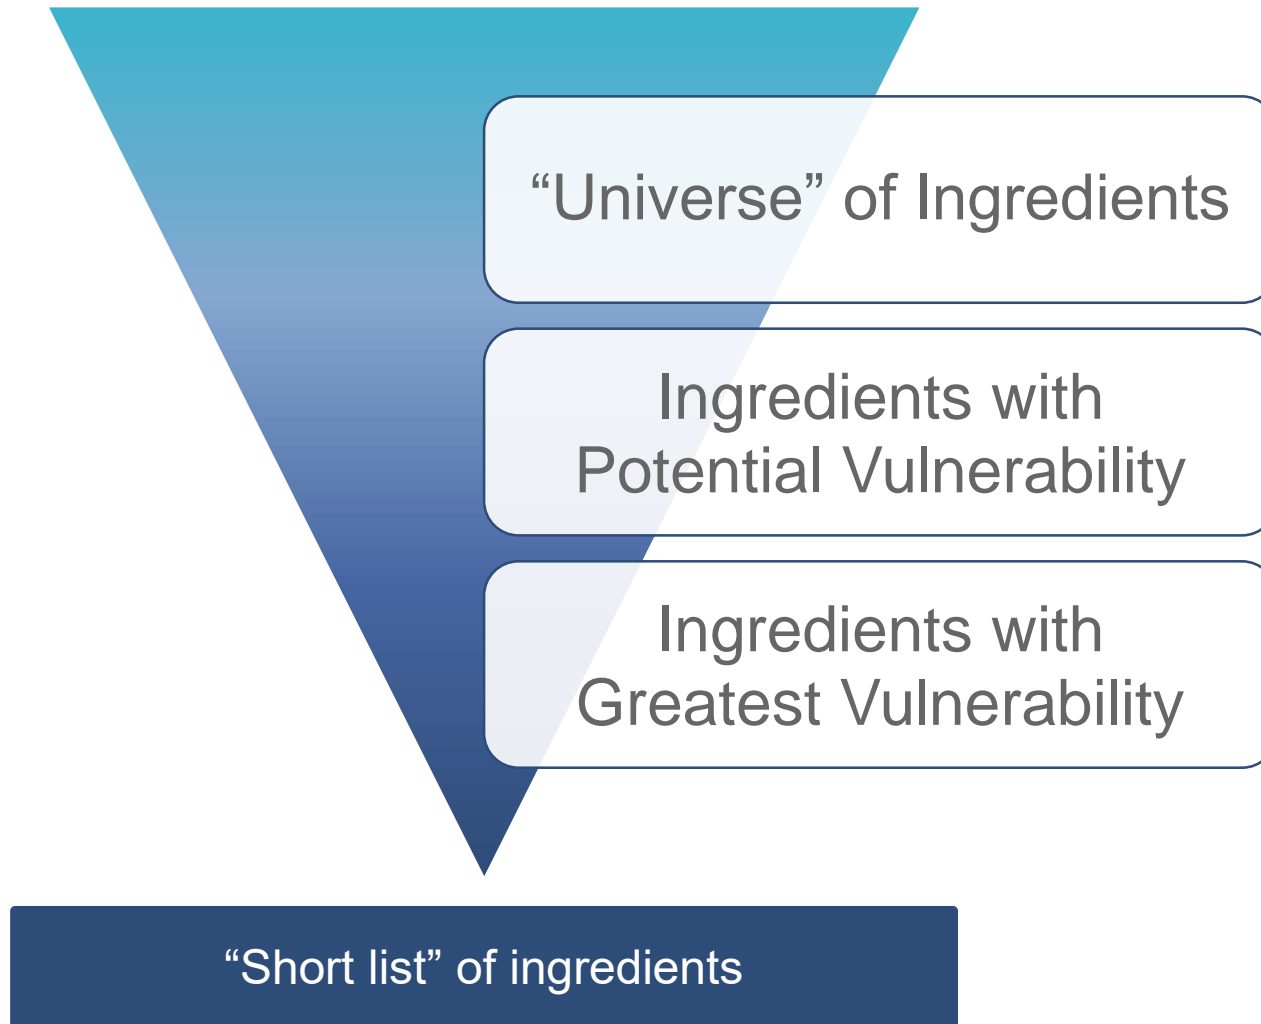 “Universe” of Ingredients
Ingredients with
Potential Vulnerability
Ingredients with
Greatest Vulnerability
“Short list” of ingredients